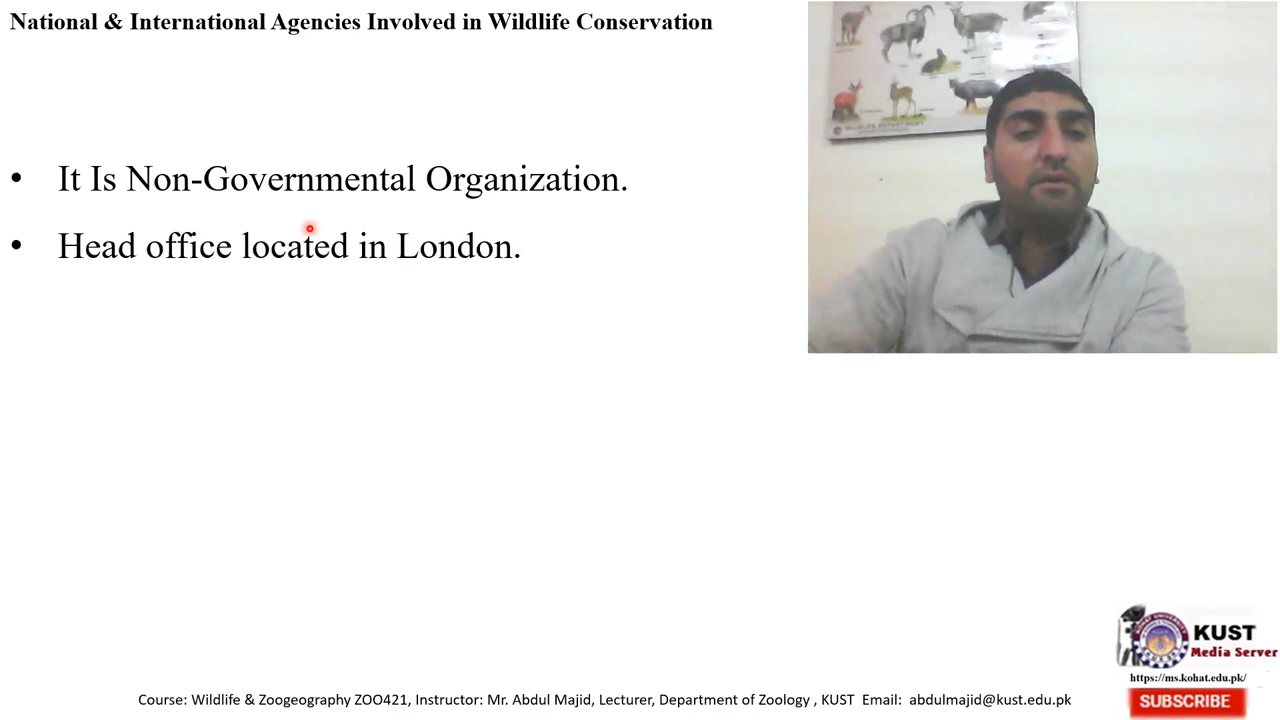 National & International Agencies Involved in Wildlife Conservation
• It Is Non-Governmental Organization.
• Head office located in London.
WILDLIFE DEPARTMENT
KUST
Media Server
https://ms.kohat.edu.pk/
SUBSCRIBE
Course: Wildlife & Zoogeography ZOO421, Instructor: Mr. Abdul Majid, Lecturer, Department of Zoology , KUST Email: abdulmajid@kust.edu.pk